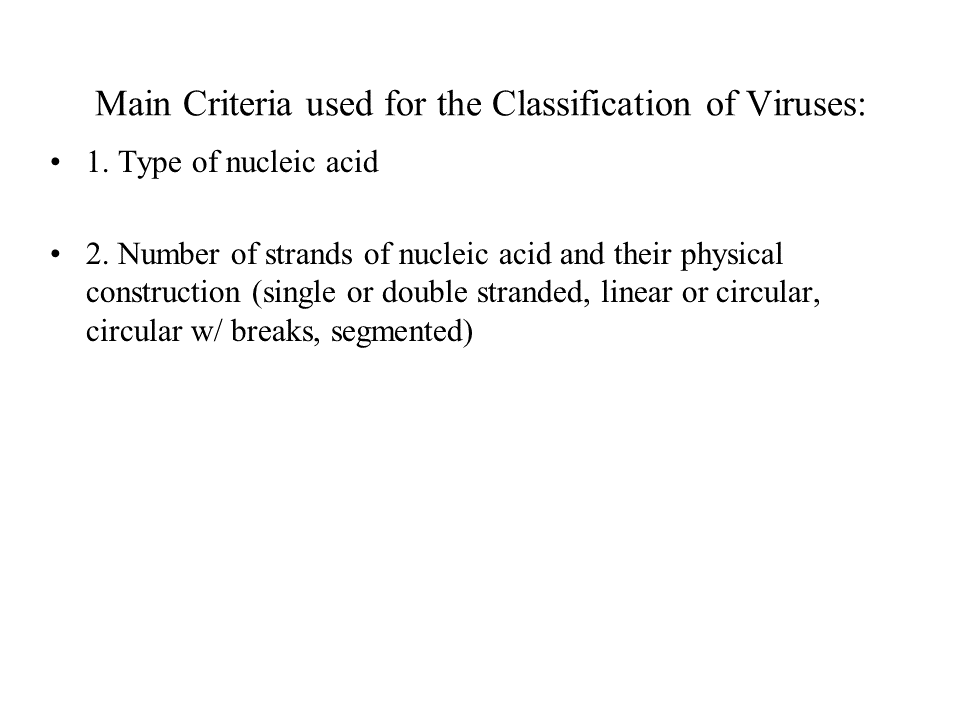 Main Criteria used for the Classification of Viruses:
• 1. Type of nucleic acid
• 2. Number of strands of nucleic acid and their physical
construction (single or double stranded, linear or circular,
circular w/ breaks, segmented)